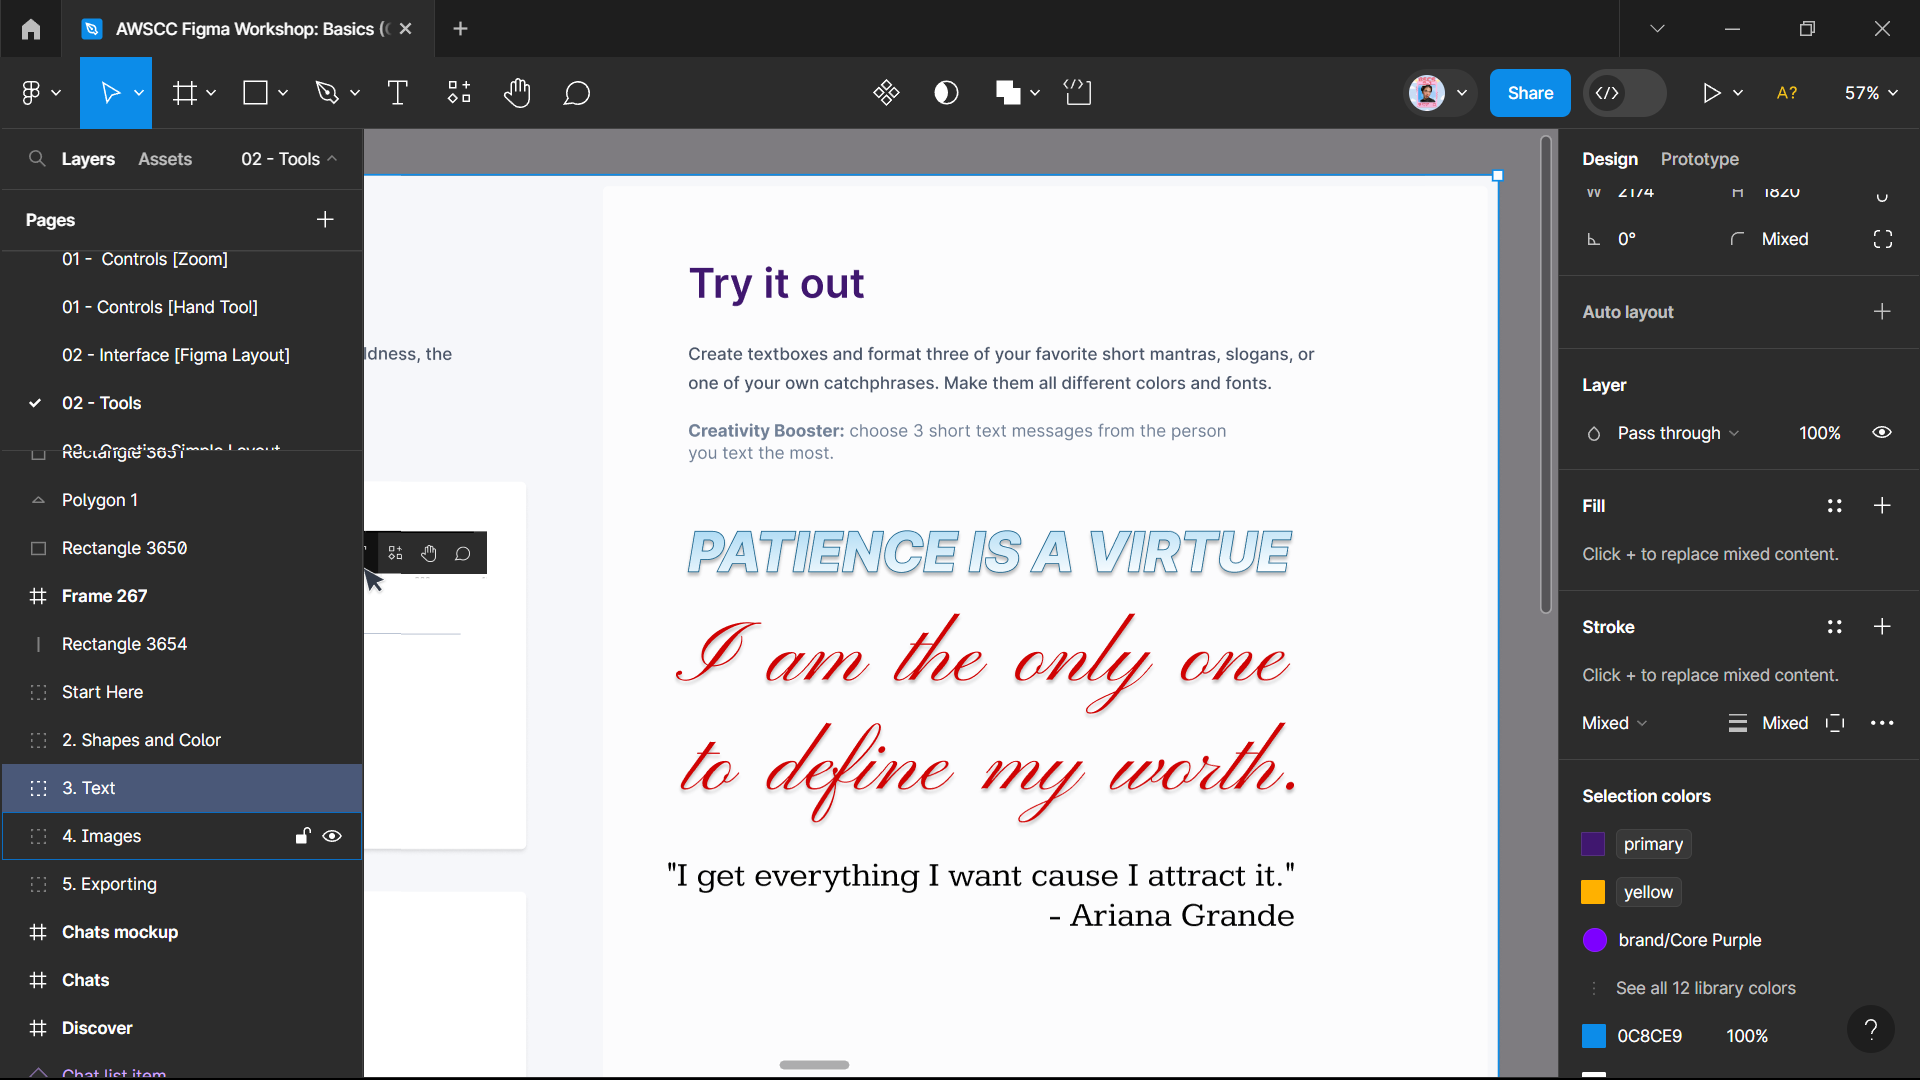 AWSCC Figma Workshop: Basics (
Share
A?
57%
Layers
Assets
02 - Tools
Pages
01 - Controls [Zoom]
01 - Controls [Hand Tool]
02 - Interface [Figma Layout]
02 - Tools
Rectangle 3651
Polygon 1
Rectangle 3650
Frame 267
Rectangle 3654
Start Here
2. Shapes and Color
3. Text
4. Images
5. Exporting
Chats mockup
Chats
Discover
Chat list item
ldness, the
Try it out
Create textboxes and format three of your favorite short mantras, slogans, or
one of your own catchphrases. Make them all different colors and fonts.
Creativity Booster: choose 3 short text messages from the person
you text the most.
PATIENCE IS A VIRTUE
I am the only one
to define my worth.
"I get everything I want cause I attract it."
- Ariana Grande
Design
Prototype
W 2174 H 1820
0° Mixed
Auto layout
Layer
Pass through 100%
Fill
Click + to replace mixed content.
Stroke
Click + to replace mixed content.
Mixed Mixed
Selection colors
primary
yellow
brand/Core Purple
See all 12 library colors
0C8CE9 100%
?